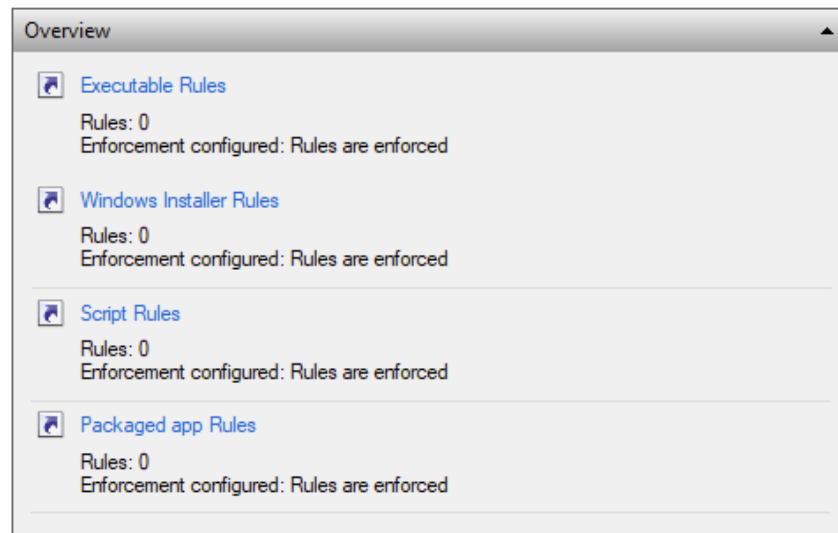 Overview
Executable Rules
Rules: 0
Enforcement configured: Rules are enforced
Windows Installer Rules
Rules: 0
Enforcement configured: Rules are enforced
Script Rules
Rules: 0
Enforcement configured: Rules are enforced
Packaged app Rules
Rules: 0
Enforcement configured: Rules are enforced